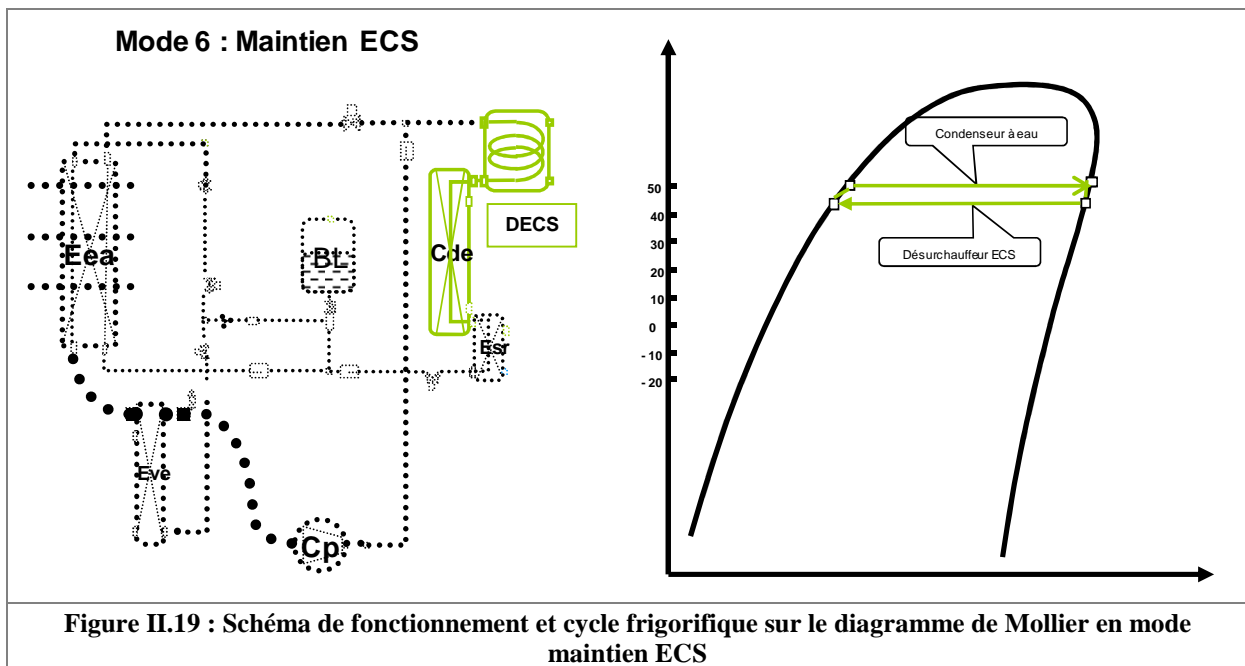 Mode 6 : Maintien ECS
Eea
BL
Cde
DECS
Esr
Eve
Cp
Condenseur à eau
Désurchauffeur ECS
50
40
30
20
10
0
- 10
- 20
Figure II.19 : Schéma de fonctionnement et cycle frigorifique sur le diagramme de Mollier en mode
maintien ECS